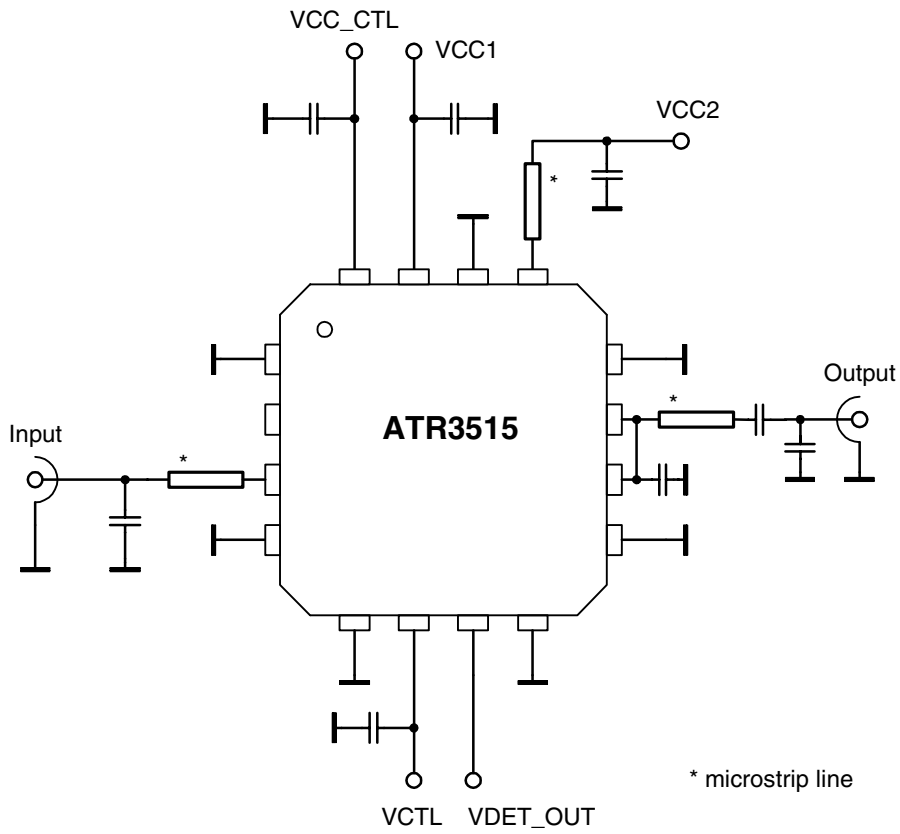 VCC_CTL
VCC1
VCC2
*
Output
*
ATR3515
Input
*
* microstrip line
VCTL
VDET_OUT